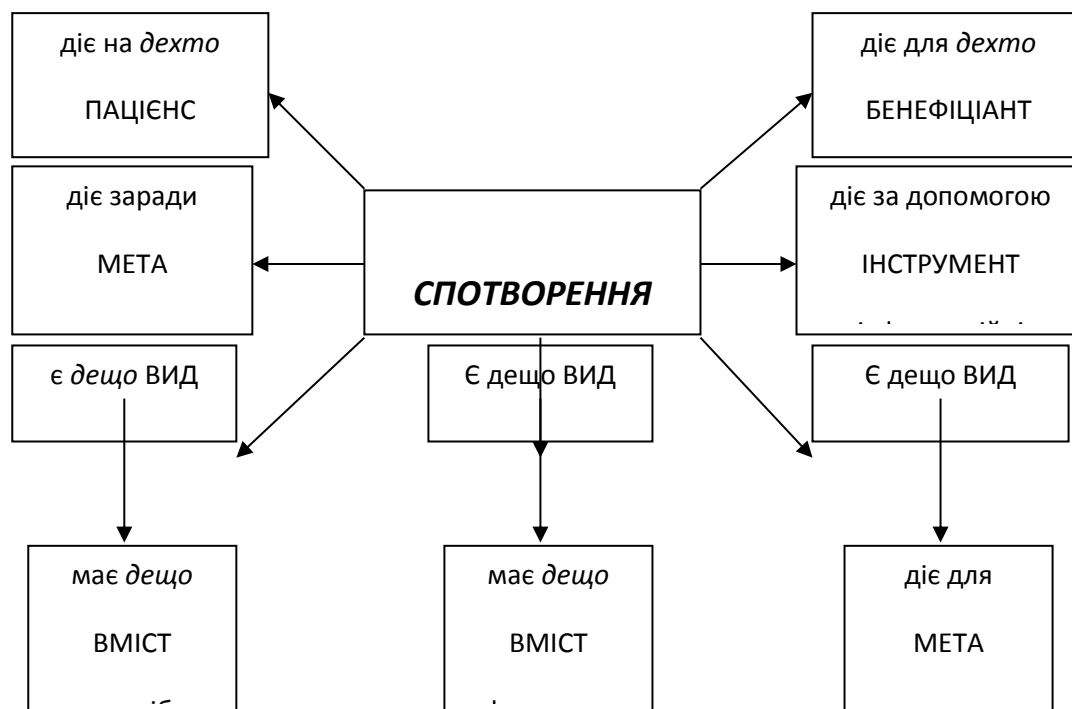 діє на дехто
ПАЦІЄНС
діє для дехто
БЕНЕФІЦІАНТ
діє заради
МЕТА
СПОТВОРЕННЯ
діє за допомогою
ІНСТРУМЕНТ
є дещо ВИД
Є дещо ВИД
Є дещо ВИД
має дещо
ВМІСТ
має дещо
ВМІСТ
діє для
МЕТА